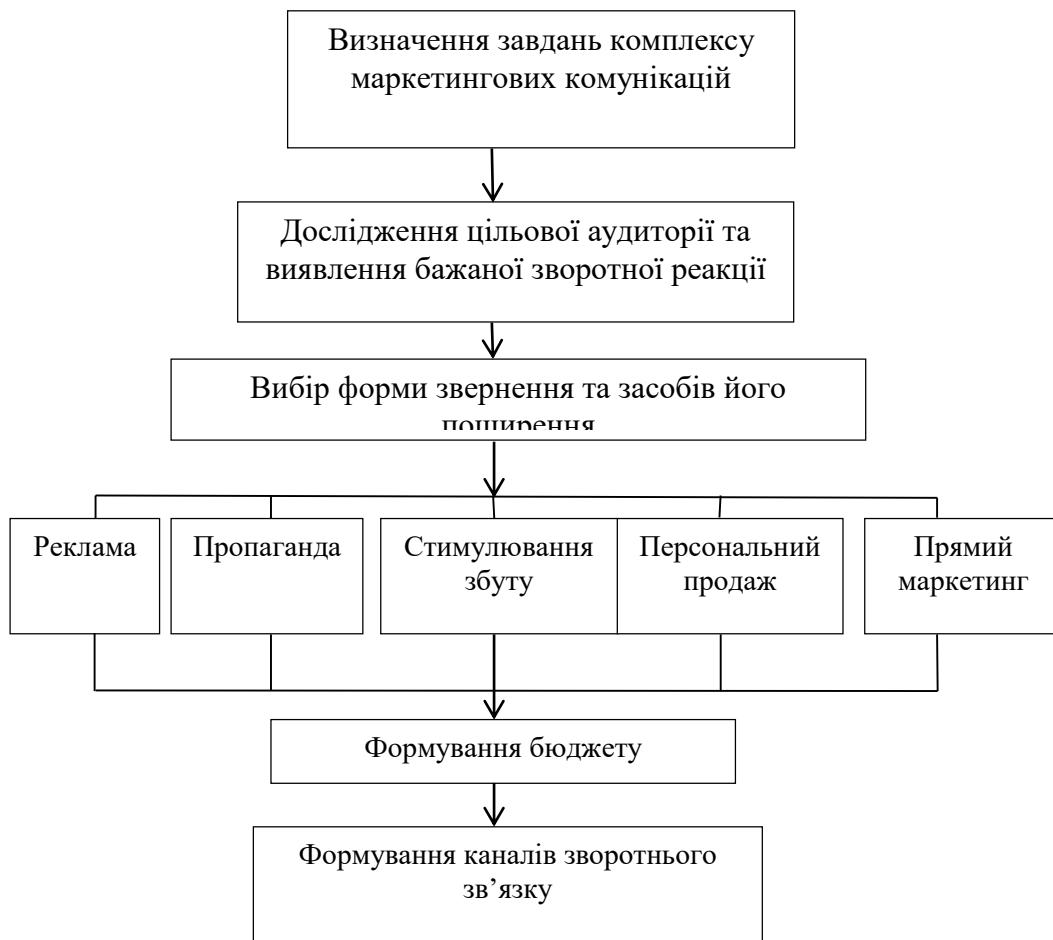 Визначення завдань комплексу
маркетингових комунікацій
Дослідження цільової аудиторії та
виявлення бажаної зворотної реакції
Вибір форми звернення та засобів його
поширення
Реклама
Пропаганда
Стимулювання
збуту
Персональний
продаж
Прямий
маркетинг
Формування бюджету
Формування каналів зворотнього
зв’язку